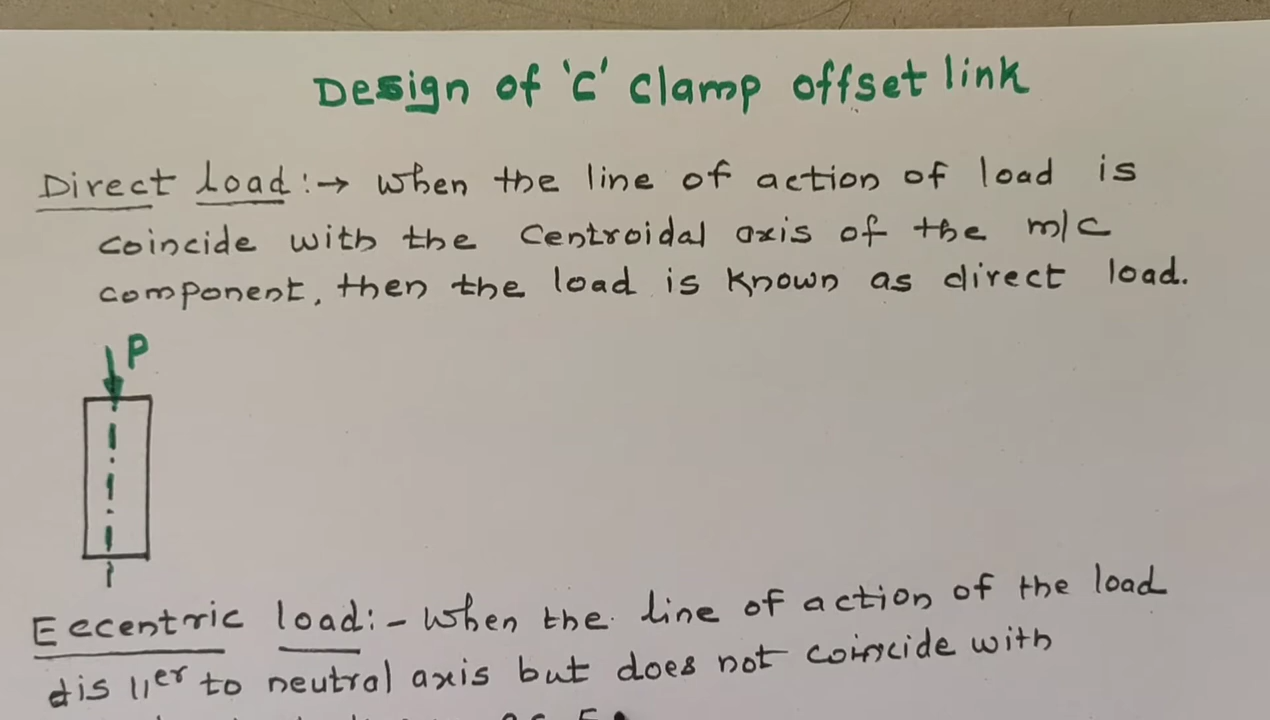 Design of 'C' clamp offset link
Direct load :→ when the line of action of load is
coincide with the centroidal axis of the m/c
component, then the load is known as direct load.
P
Eccentric load :- when the line of action of the load
is 11er to neutral axis but does not coincide with